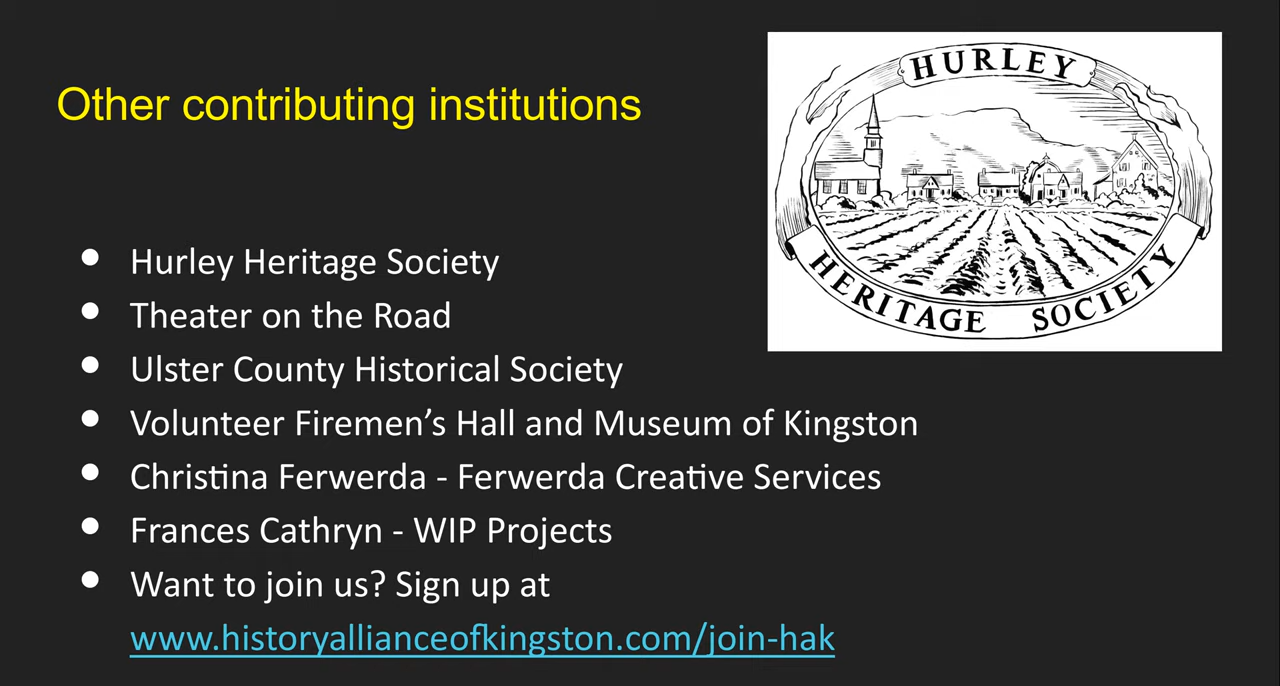 Other contributing institutions
HURLEY
HERITAGE SOCIETY
Hurley Heritage Society
Theater on the Road
Ulster County Historical Society
Volunteer Firemen’s Hall and Museum of Kingston
Christina Ferwerda - Ferwerda Creative Services
Frances Cathryn - WIP Projects
Want to join us? Sign up at
www.historyallianceofkingston.com/join-hak